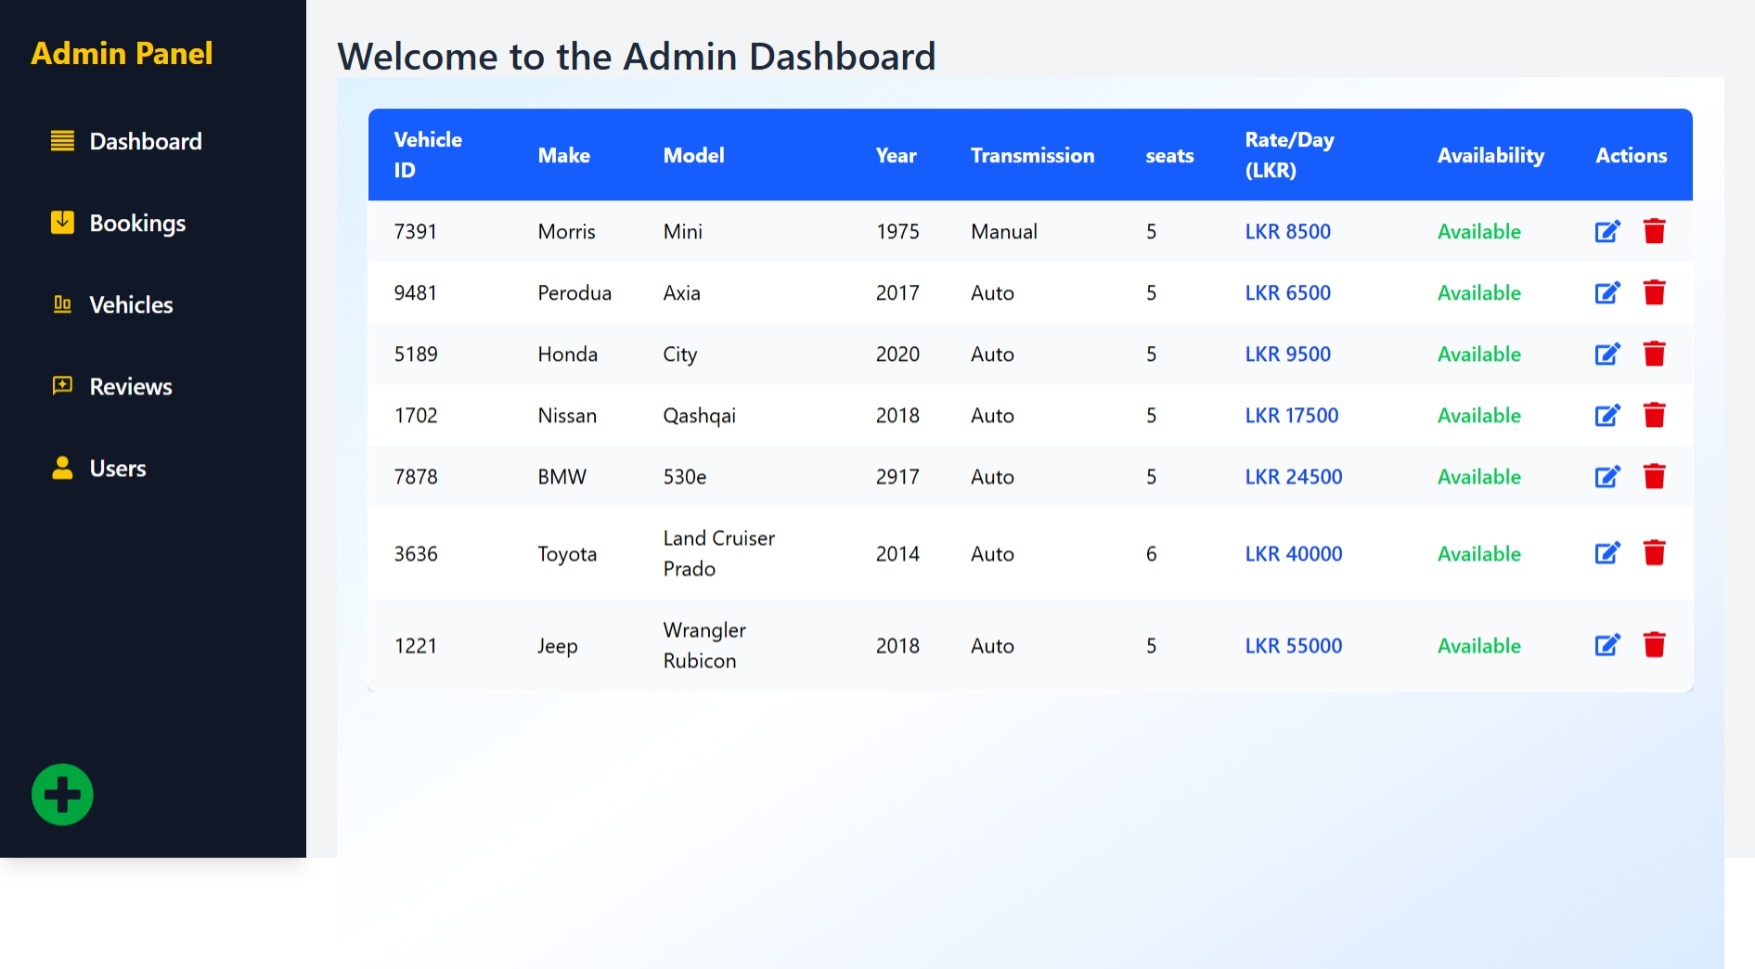 Admin Panel
Dashboard
Bookings
Vehicles
Reviews
Users
Welcome to the Admin Dashboard
Vehicle ID Make Model Year Transmission seats Rate/Day (LKR) Availability Actions
7391 Morris Mini 1975 Manual 5 LKR 8500 Available
9481 Perodua Axia 2017 Auto 5 LKR 6500 Available
5189 Honda City 2020 Auto 5 LKR 9500 Available
1702 Nissan Qashqai 2018 Auto 5 LKR 17500 Available
7878 BMW 530e 2917 Auto 5 LKR 24500 Available
3636 Toyota Land Cruiser Prado 2014 Auto 6 LKR 40000 Available
1221 Jeep Wrangler Rubicon 2018 Auto 5 LKR 55000 Available